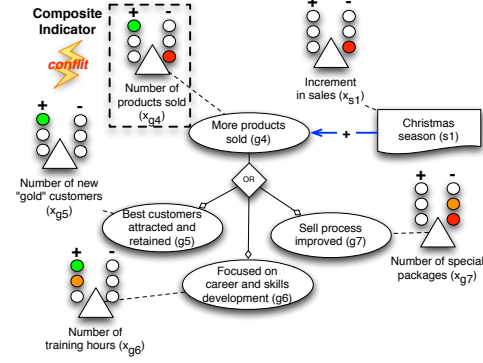 Composite
Indicator
conflit
+ -
Number of
products sold
(xg4)
+ -
Increment
in sales (xs1)
More products
sold (g4)
+
Christmas
season (s1)
+ -
Number of new
"gold" customers
(xg5)
OR
Best customers
attracted and
retained (g5)
Sell process
improved (g7)
+ -
Number of special
packages (xg7)
Focused on
career and skills
development (g6)
+ -
Number of
training hours (xg6)